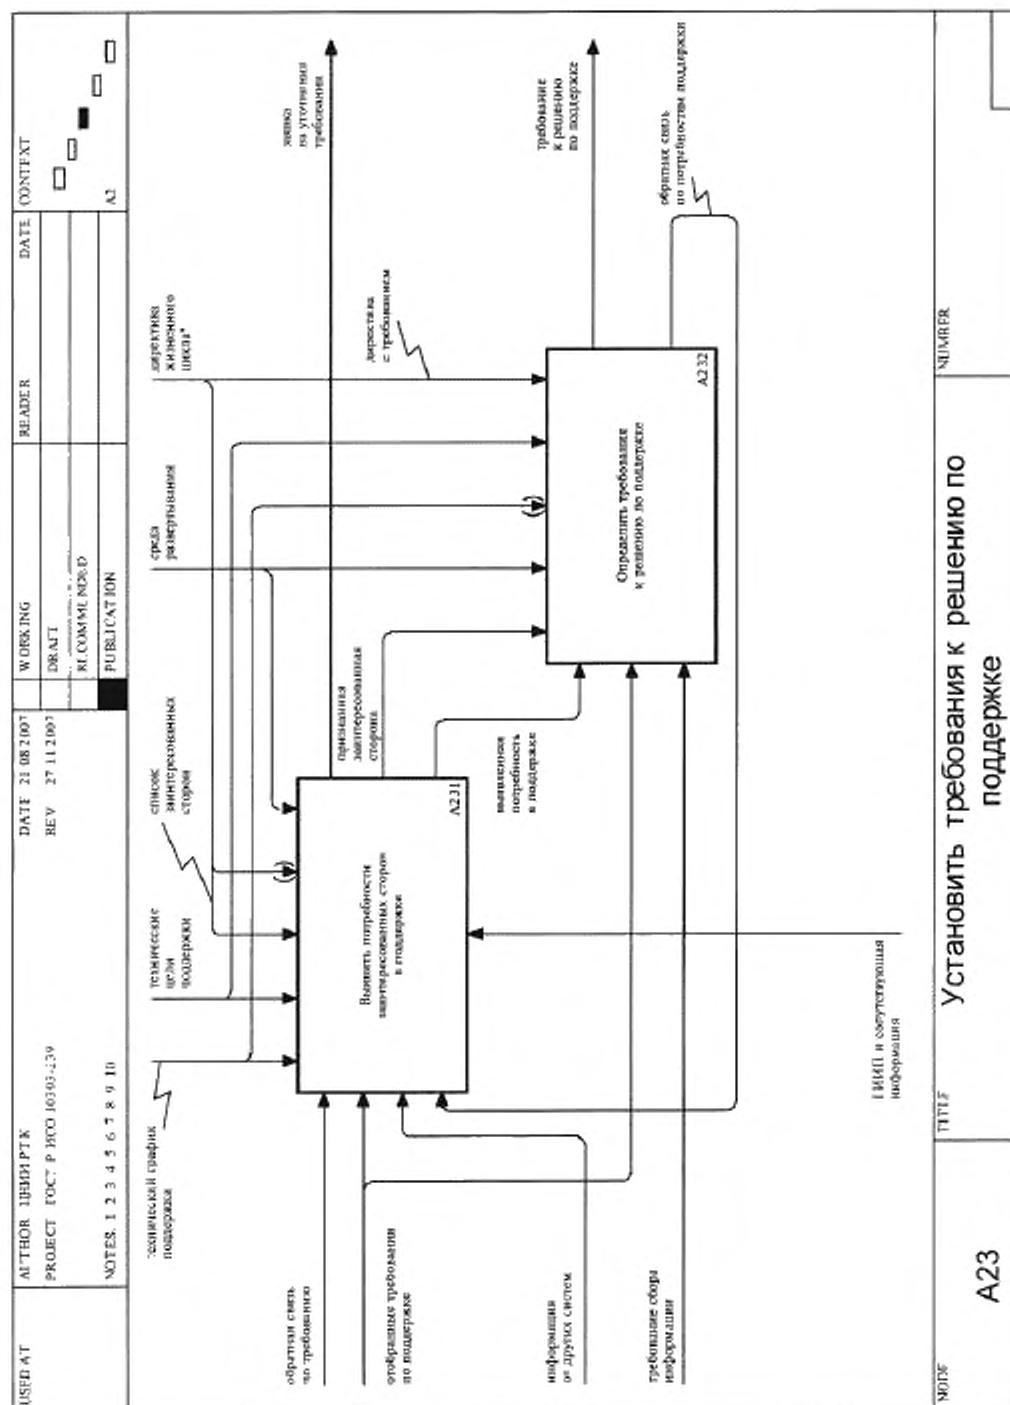 USED AT
AUTHOR ЦНИИ РТК
DATE 21 08 2007
PROJECT ГОСТ Р ИСО 10303-239
REV 27 11 2007
NOTES 1 2 3 4 5 6 7 8 9 10
WORKING
DRAFT
RECOMMENDED
PUBLICATION
READER
DATE
CONTEXT
A2
технический график
поддержки
технические
цели
поддержки
список
заинтересованных
сторон
среда
развертывания
директива
жизненного
цикла*
заявка
на уточнения
требования
директива
с требованием
требование
к решению
по поддержке
обратная связь
по потребностям поддержки
признанная
заинтересованная
сторона
выявленная
потребность
в поддержке
Выявить потребности
заинтересованных сторон
в поддержке
A231
Определить требования
к решению по поддержке
A232
обратная связь
по требованию
отобранные требования
по поддержке
информация
от других систем
требование сбора
информации
и сопутствующая
информация
NODE
A23
TITLE
Установить требования к решению по
поддержке
NUMBER